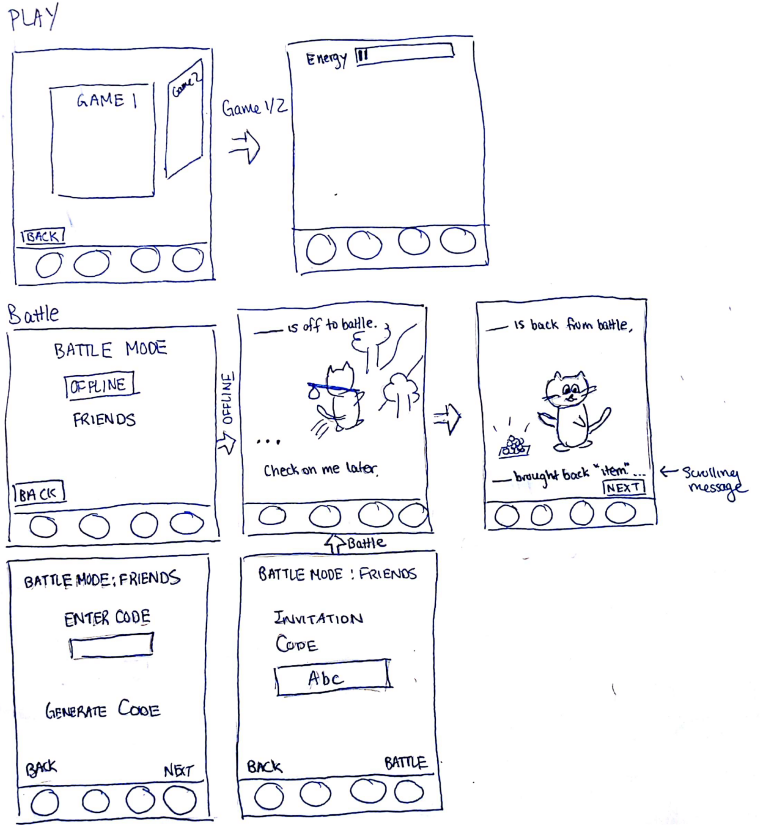 PLAY
GAME 1
Game 2
BACK
Game 1/2
Energy
Battle
BATTLE MODE
OFFLINE
FRIENDS
BACK
OFFLINE
___ is off to battle.
...
Check on me later.
___ is back from battle,
___ brought back "item"...
NEXT
Scrolling
message
BATTLE MODE: FRIENDS
ENTER CODE
GENERATE CODE
BACK
NEXT
Battle
BATTLE MODE : FRIENDS
INVITATION
CODE
Abc
BACK
BATTLE